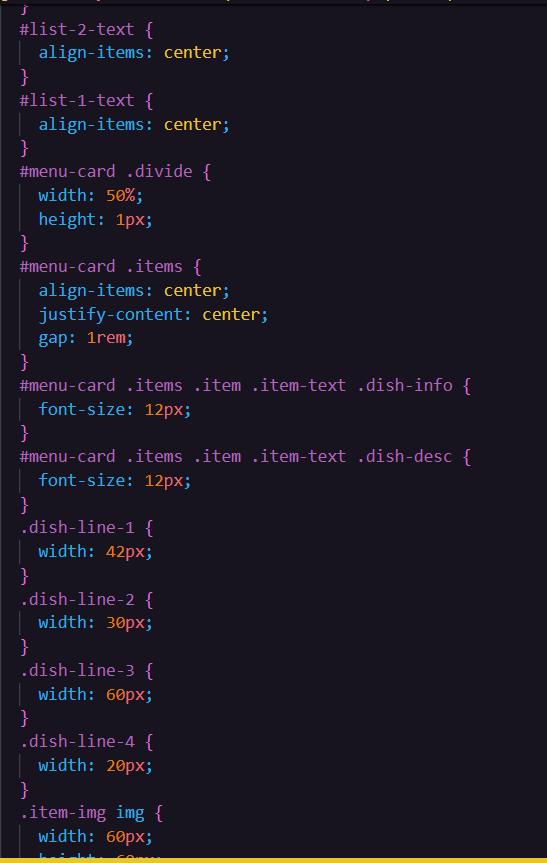 }
#list-2-text {
align-items: center;
}
#list-1-text {
align-items: center;
}
#menu-card .divide {
width: 50%;
height: 1px;
}
#menu-card .items {
align-items: center;
justify-content: center;
gap: 1rem;
}
#menu-card .items .item .item-text .dish-info {
font-size: 12px;
}
#menu-card .items .item .item-text .dish-desc {
font-size: 12px;
}
.dish-line-1 {
width: 42px;
}
.dish-line-2 {
width: 30px;
}
.dish-line-3 {
width: 60px;
}
.dish-line-4 {
width: 20px;
}
.item-img img {
width: 60px;
height: 60px;